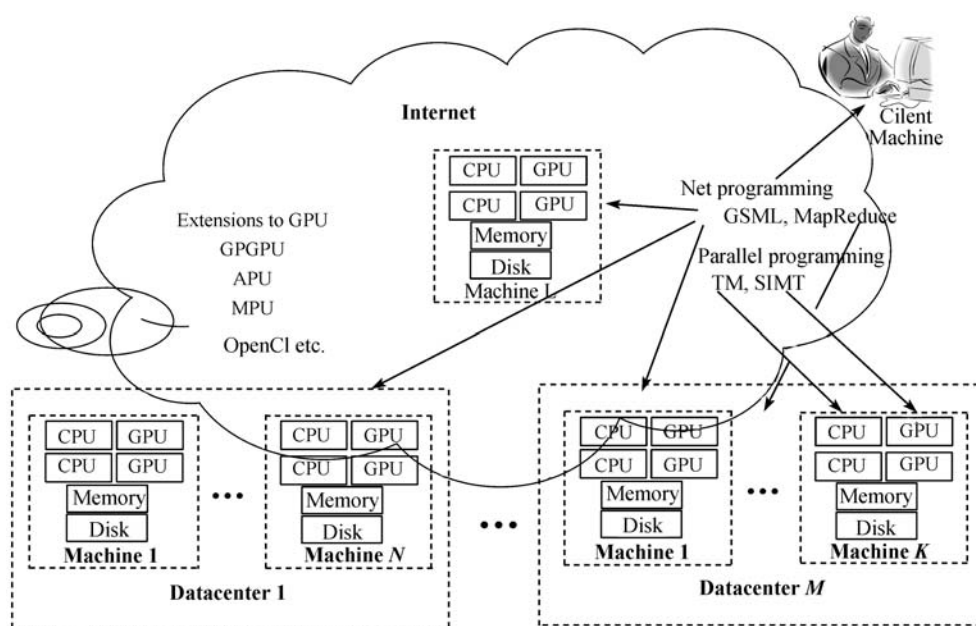 Internet
Cilent
Machine
CPU GPU
CPU GPU
Memory
Disk
Machine L
Net programming
GSML, MapReduce
Parallel programming
TM, SIMT
Extensions to GPU
GPGPU
APU
MPU
OpenCl etc.
CPU GPU
CPU GPU
Memory
Disk
Machine 1
...
CPU GPU
CPU GPU
Memory
Disk
Machine N
Datacenter 1
...
CPU GPU
CPU GPU
Memory
Disk
Machine 1
...
CPU GPU
CPU GPU
Memory
Disk
Machine K
Datacenter M